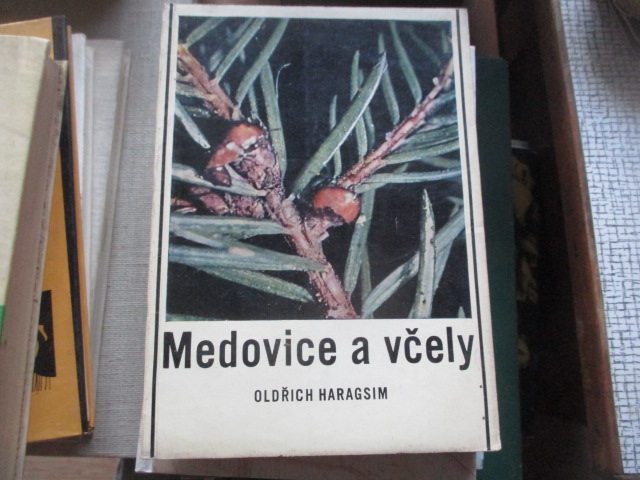 Medovice a včely
OLDŘICH HARAGSIM